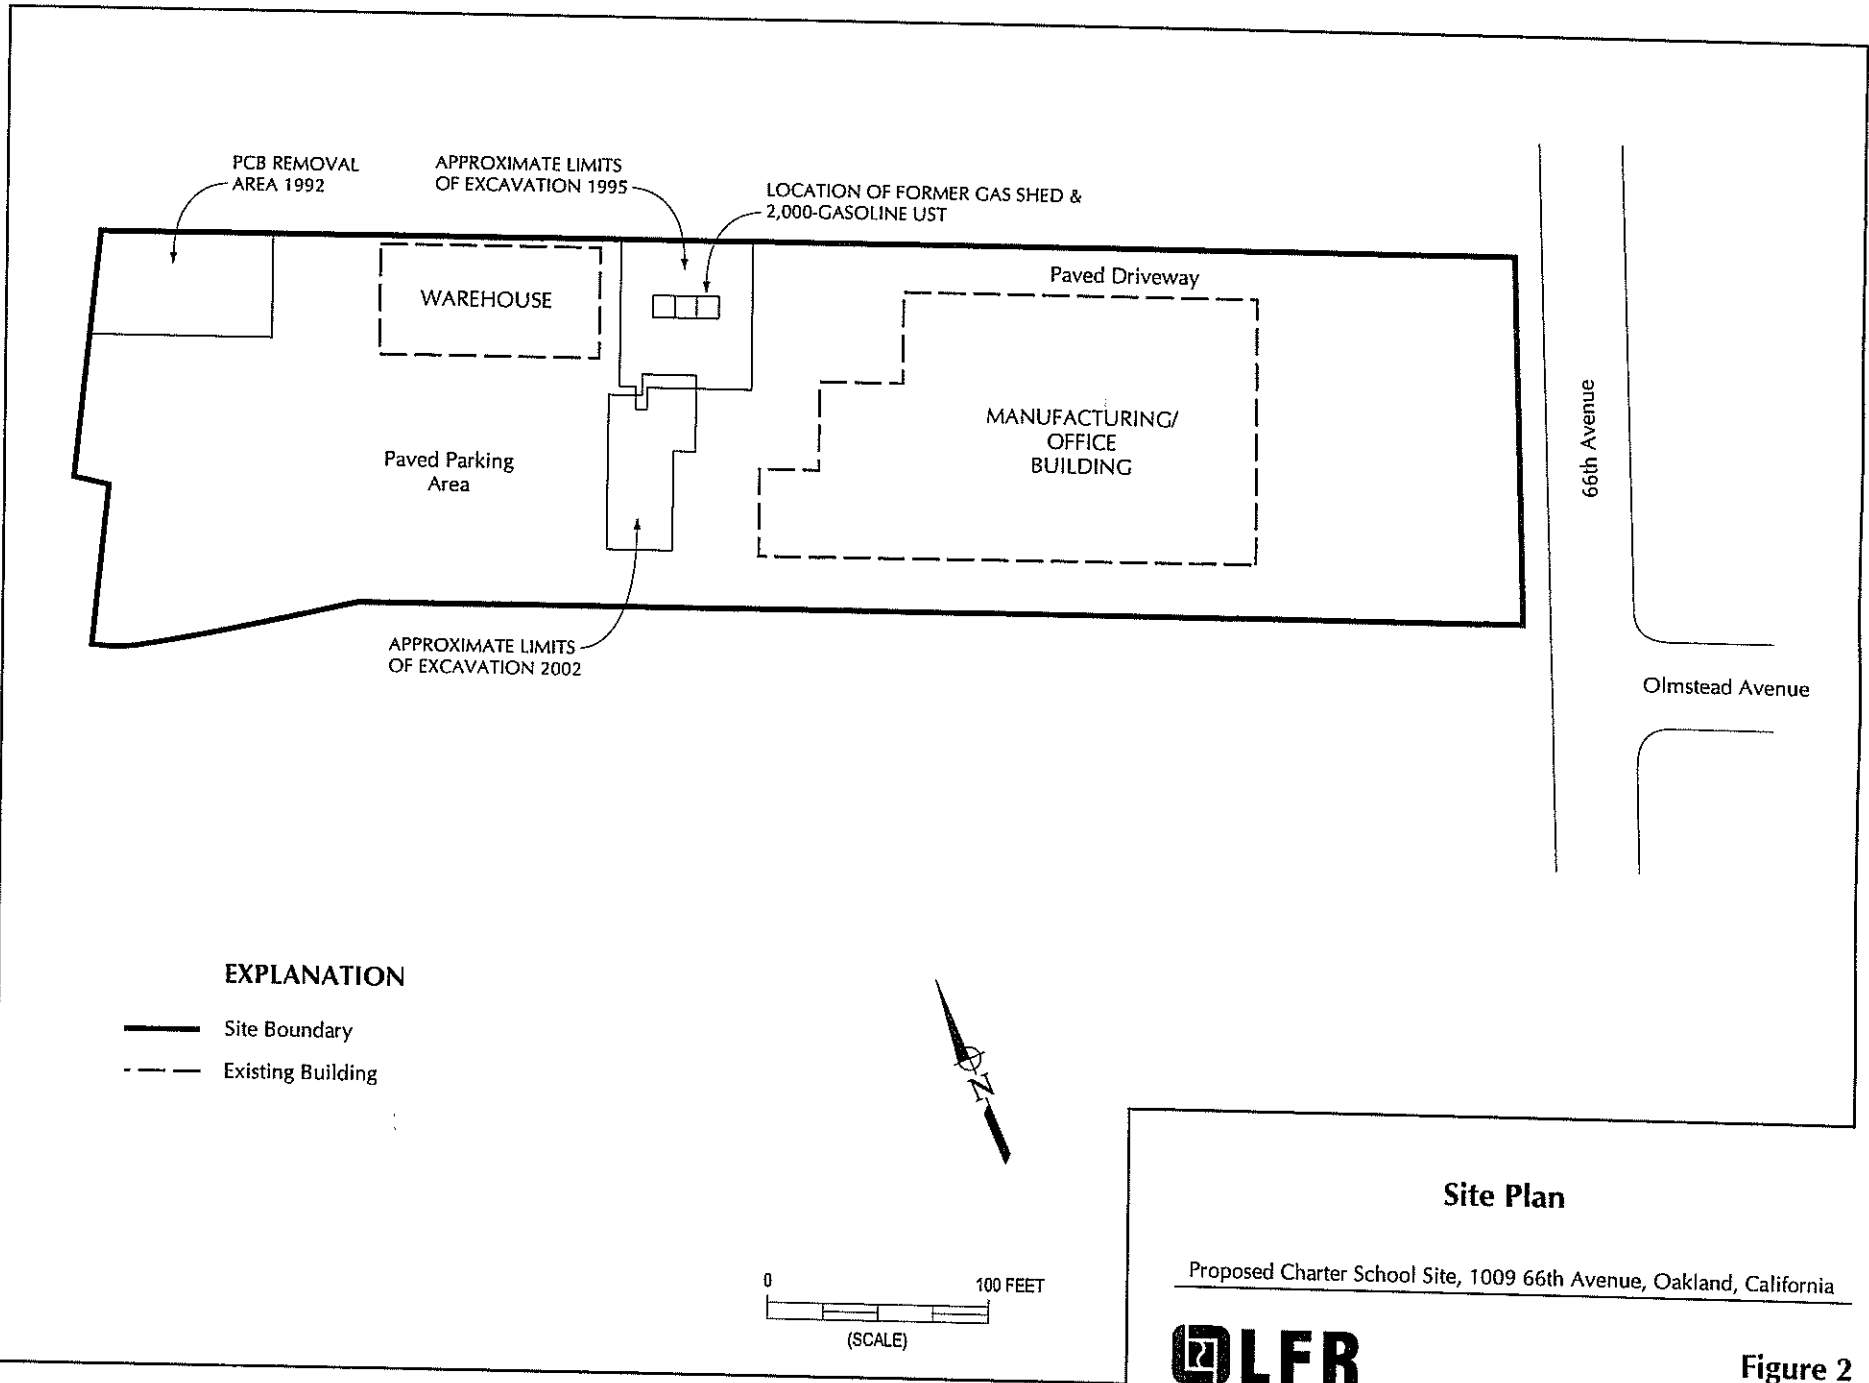 PCB REMOVAL
AREA 1992
APPROXIMATE LIMITS
OF EXCAVATION 1995
LOCATION OF FORMER GAS SHED &
2,000-GASOLINE UST
Paved Driveway
WAREHOUSE
MANUFACTURING/
OFFICE
BUILDING
Paved Parking
Area
66th Avenue
APPROXIMATE LIMITS
OF EXCAVATION 2002
Olmstead Avenue
EXPLANATION
Site Boundary
Existing Building
N
0 100 FEET
(SCALE)
Site Plan
Proposed Charter School Site, 1009 66th Avenue, Oakland, California
LFR
Figure 2